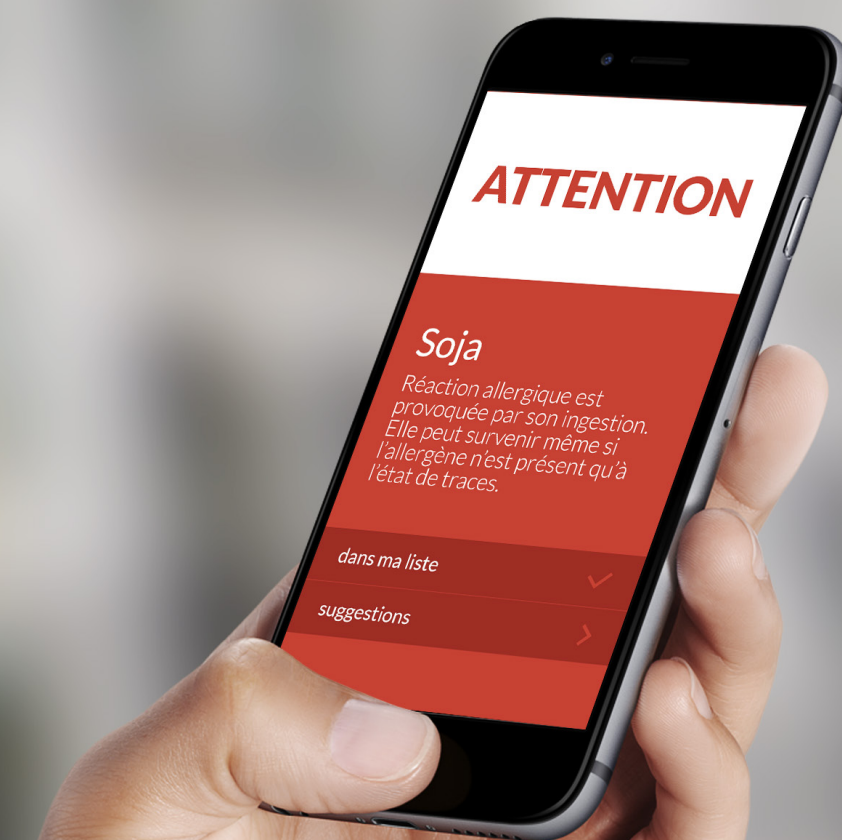 ATTENTION
Soja
Réaction allergique est
provoquée par son ingestion.
Elle peut survenir même si
l'allergène n'est présent qu'à
l'état de traces.
dans ma liste
suggestions